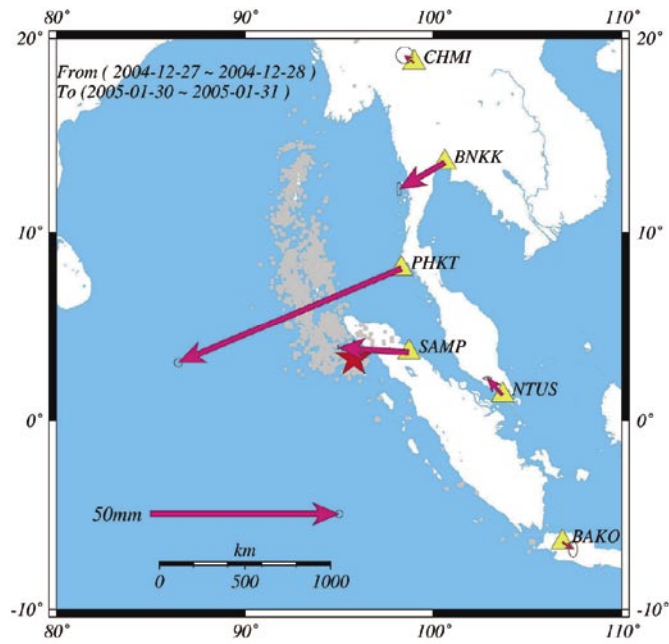 80° 90° 100° 110°
20° 20°
From ( 2004-12-27 ~ 2004-12-28 )
To (2005-01-30 ~ 2005-01-31 )
CHMI
BNKK
10° 10°
PHKT
SAMP
NTUS
0° 0°
50mm
BAKO
km
0 500 1000
-10° -10°
80° 90° 100° 110°